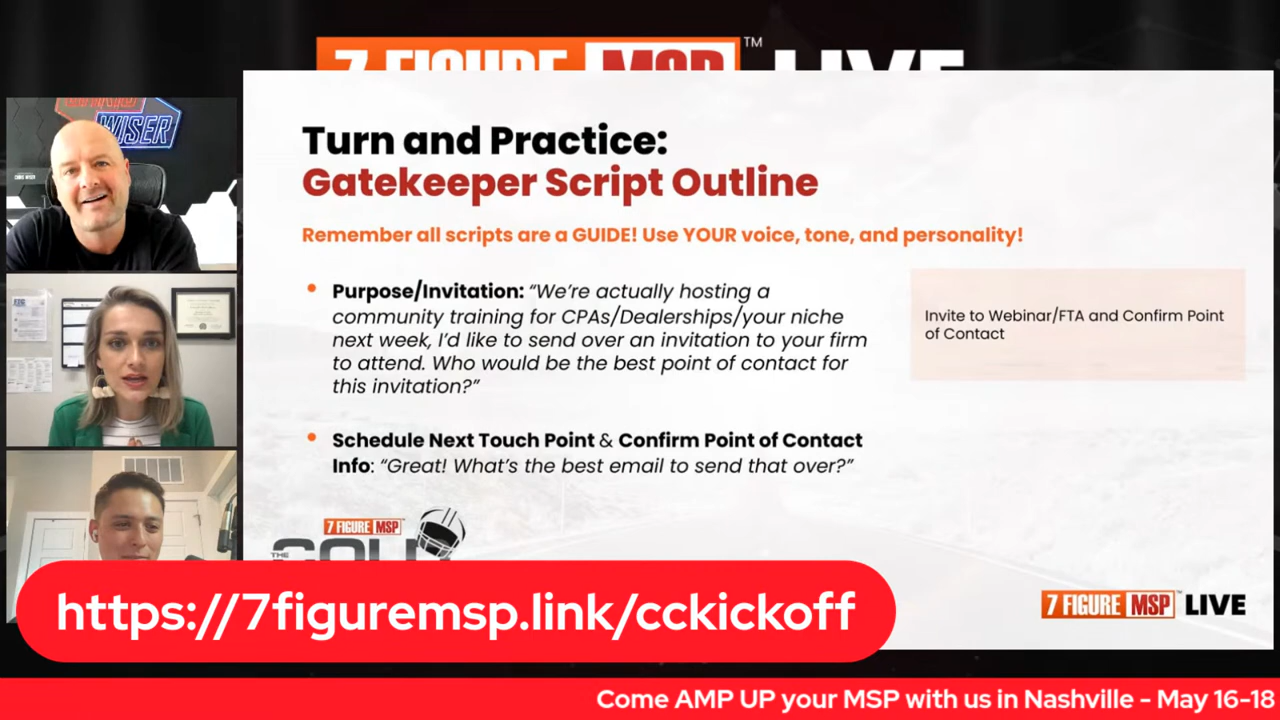 7 FIGURE MSP™ LIVE
WISER
Turn and Practice:
Gatekeeper Script Outline
Remember all scripts are a GUIDE! Use YOUR voice, tone, and personality!
• Purpose/Invitation: “We’re actually hosting a
community training for CPAs/Dealerships/your niche
next week, I’d like to send over an invitation to your firm
to attend. Who would be the best point of contact for
this invitation?”
Invite to Webinar/FTA and Confirm Point
of Contact
• Schedule Next Touch Point & Confirm Point of Contact
Info: “Great! What’s the best email to send that over?”
7 FIGURE MSP
THE
https://7figuremsp.link/cckickoff
7 FIGURE MSP LIVE
Come AMP UP your MSP with us in Nashville - May 16-18